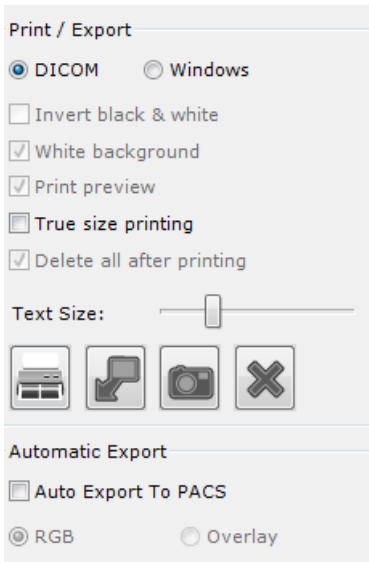 Print / Export
DICOM Windows
Invert black & white
White background
Print preview
True size printing
Delete all after printing
Text Size:
Automatic Export
Auto Export To PACS
RGB Overlay